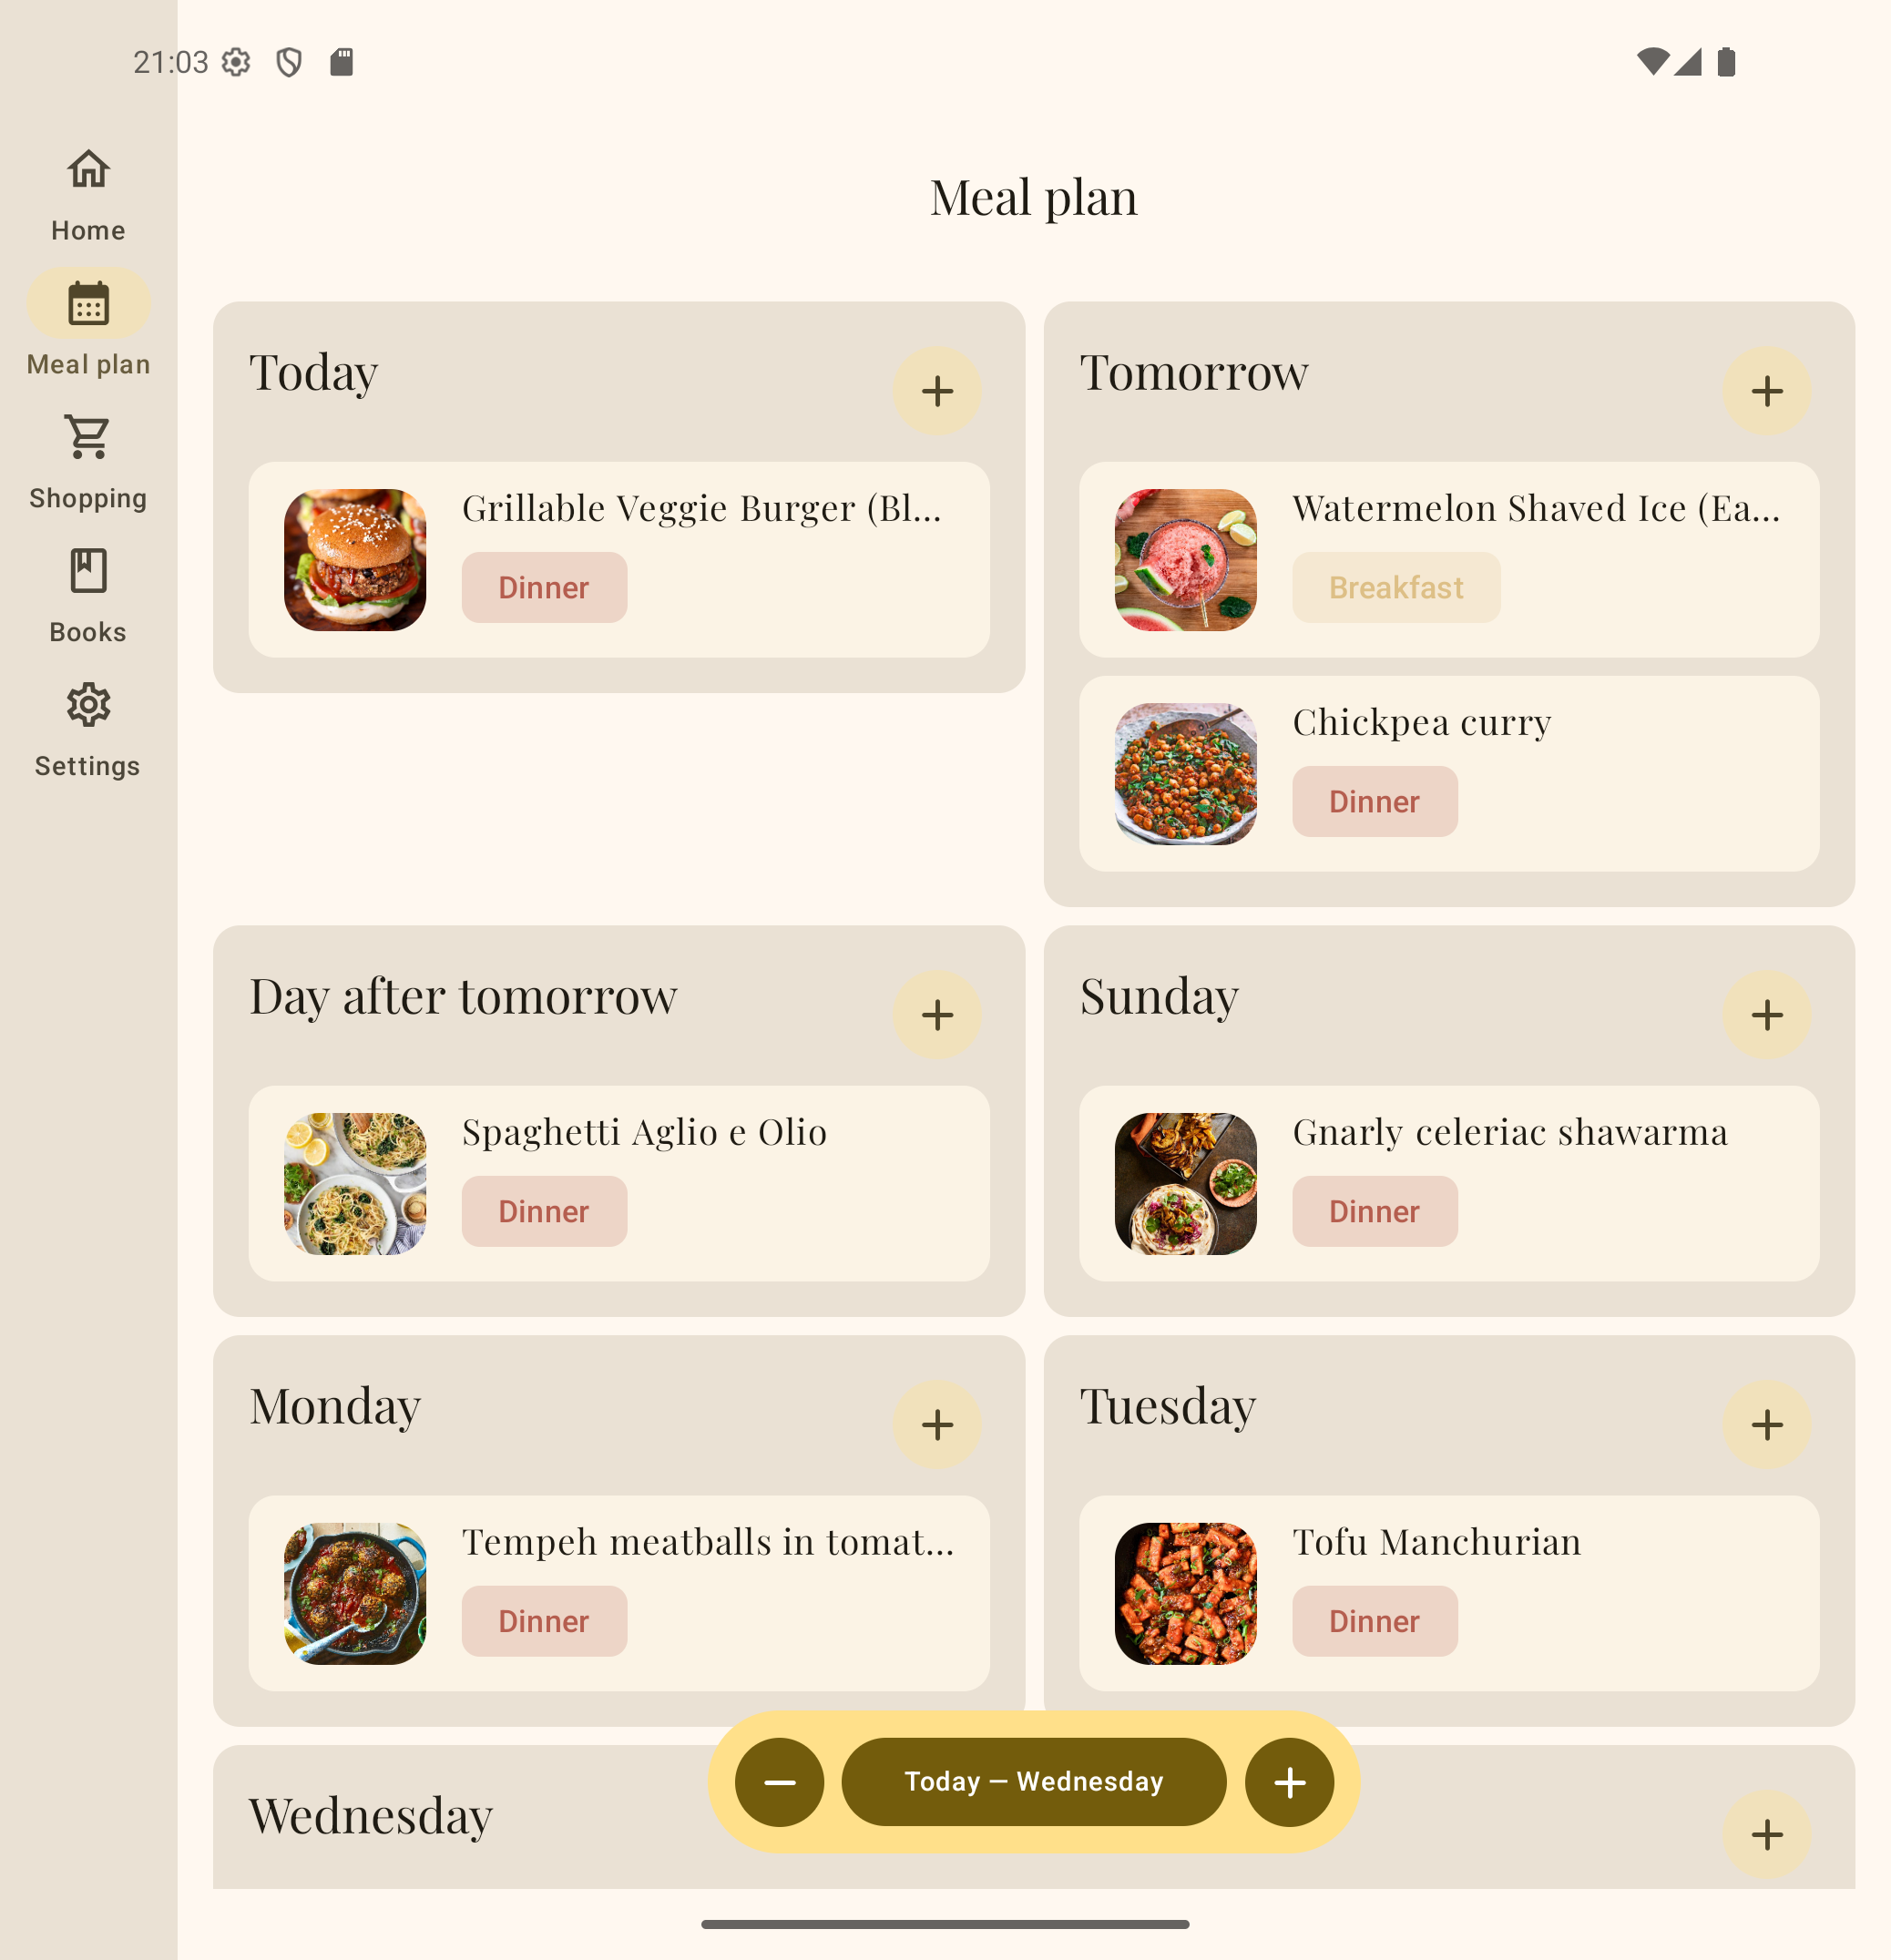 21:03
Home
Meal plan
Shopping
Books
Settings
Meal plan
Today
Grillable Veggie Burger (Bl...
Dinner
Tomorrow
Watermelon Shaved Ice (Ea...
Breakfast
Chickpea curry
Dinner
Day after tomorrow
Spaghetti Aglio e Olio
Dinner
Sunday
Gnarly celeriac shawarma
Dinner
Monday
Tempeh meatballs in tomat...
Dinner
Tuesday
Tofu Manchurian
Dinner
Wednesday
Today – Wednesday